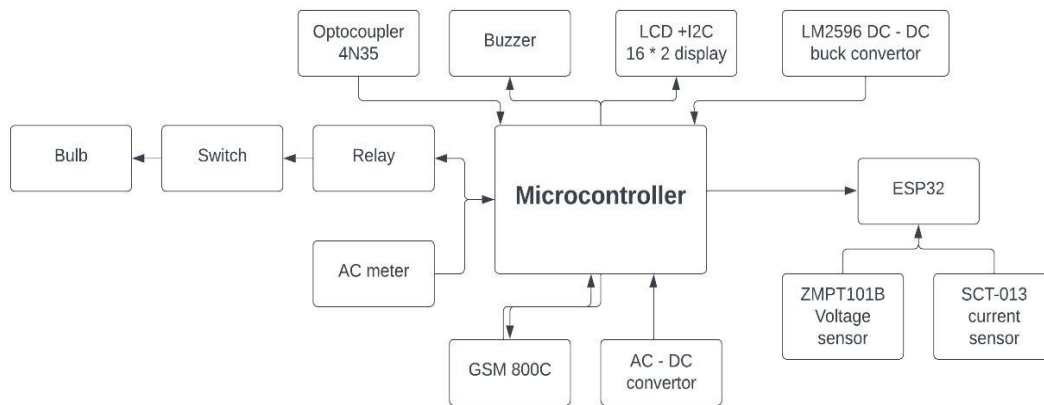 Optocoupler
4N35
Buzzer
LCD +I2C
16 * 2 display
LM2596 DC - DC
buck convertor
Bulb
Switch
Relay
Microcontroller
ESP32
AC meter
ZMPT101B
Voltage
sensor
SCT-013
current
sensor
GSM 800C
AC - DC
convertor